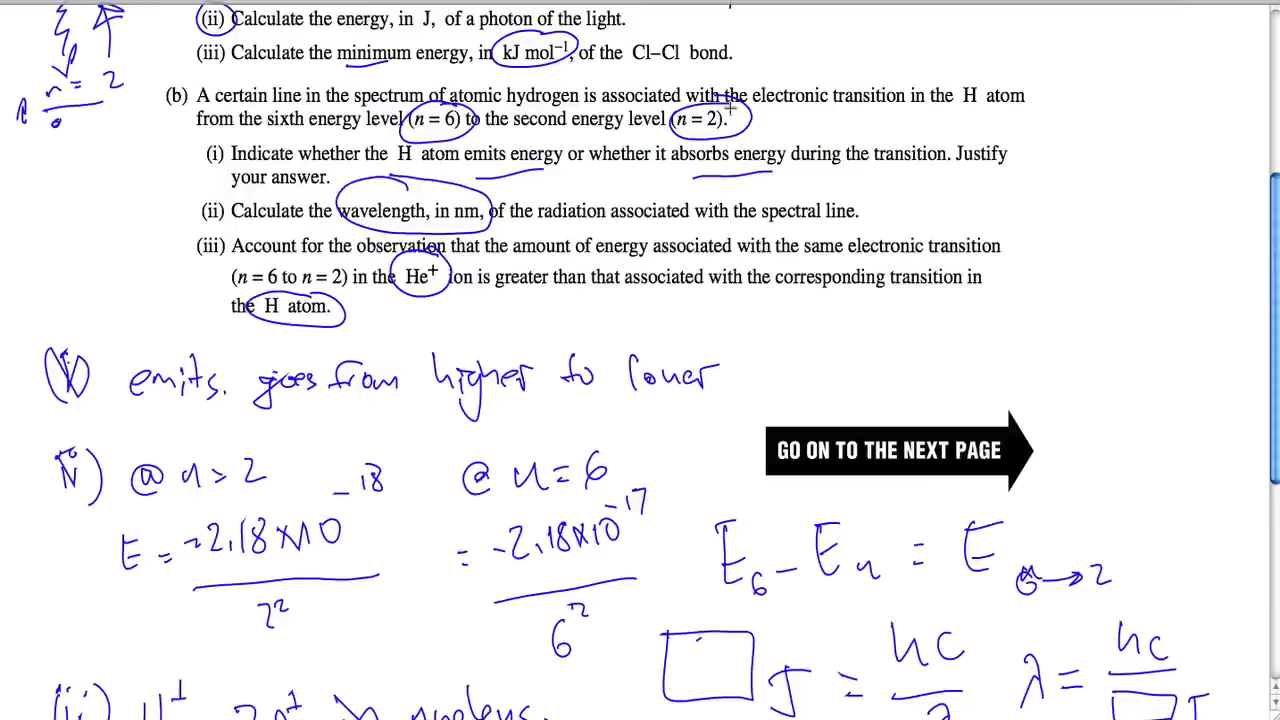 (ii) Calculate the energy, in J, of a photon of the light.
(iii) Calculate the minimum energy, in kJ mol⁻¹, of the Cl–Cl bond.
n = 2
(b) A certain line in the spectrum of atomic hydrogen is associated with the electronic transition in the H atom
from the sixth energy level (n = 6) to the second energy level (n = 2).
(i) Indicate whether the H atom emits energy or whether it absorbs energy during the transition. Justify
your answer.
(ii) Calculate the wavelength, in nm, of the radiation associated with the spectral line.
(iii) Account for the observation that the amount of energy associated with the same electronic transition
(n = 6 to n = 2) in the He⁺ ion is greater than that associated with the corresponding transition in
the H atom.
emits. goes from higher to lower
GO ON TO THE NEXT PAGE
ii) @ n = 2 @ n = 6
E = -2.18×10⁻¹⁸ / 2² = -2.18×10⁻¹⁷ / 6²
E₆ - Eₙ = E 6→2
J = hc / λ λ = hc / J
in nucleus.